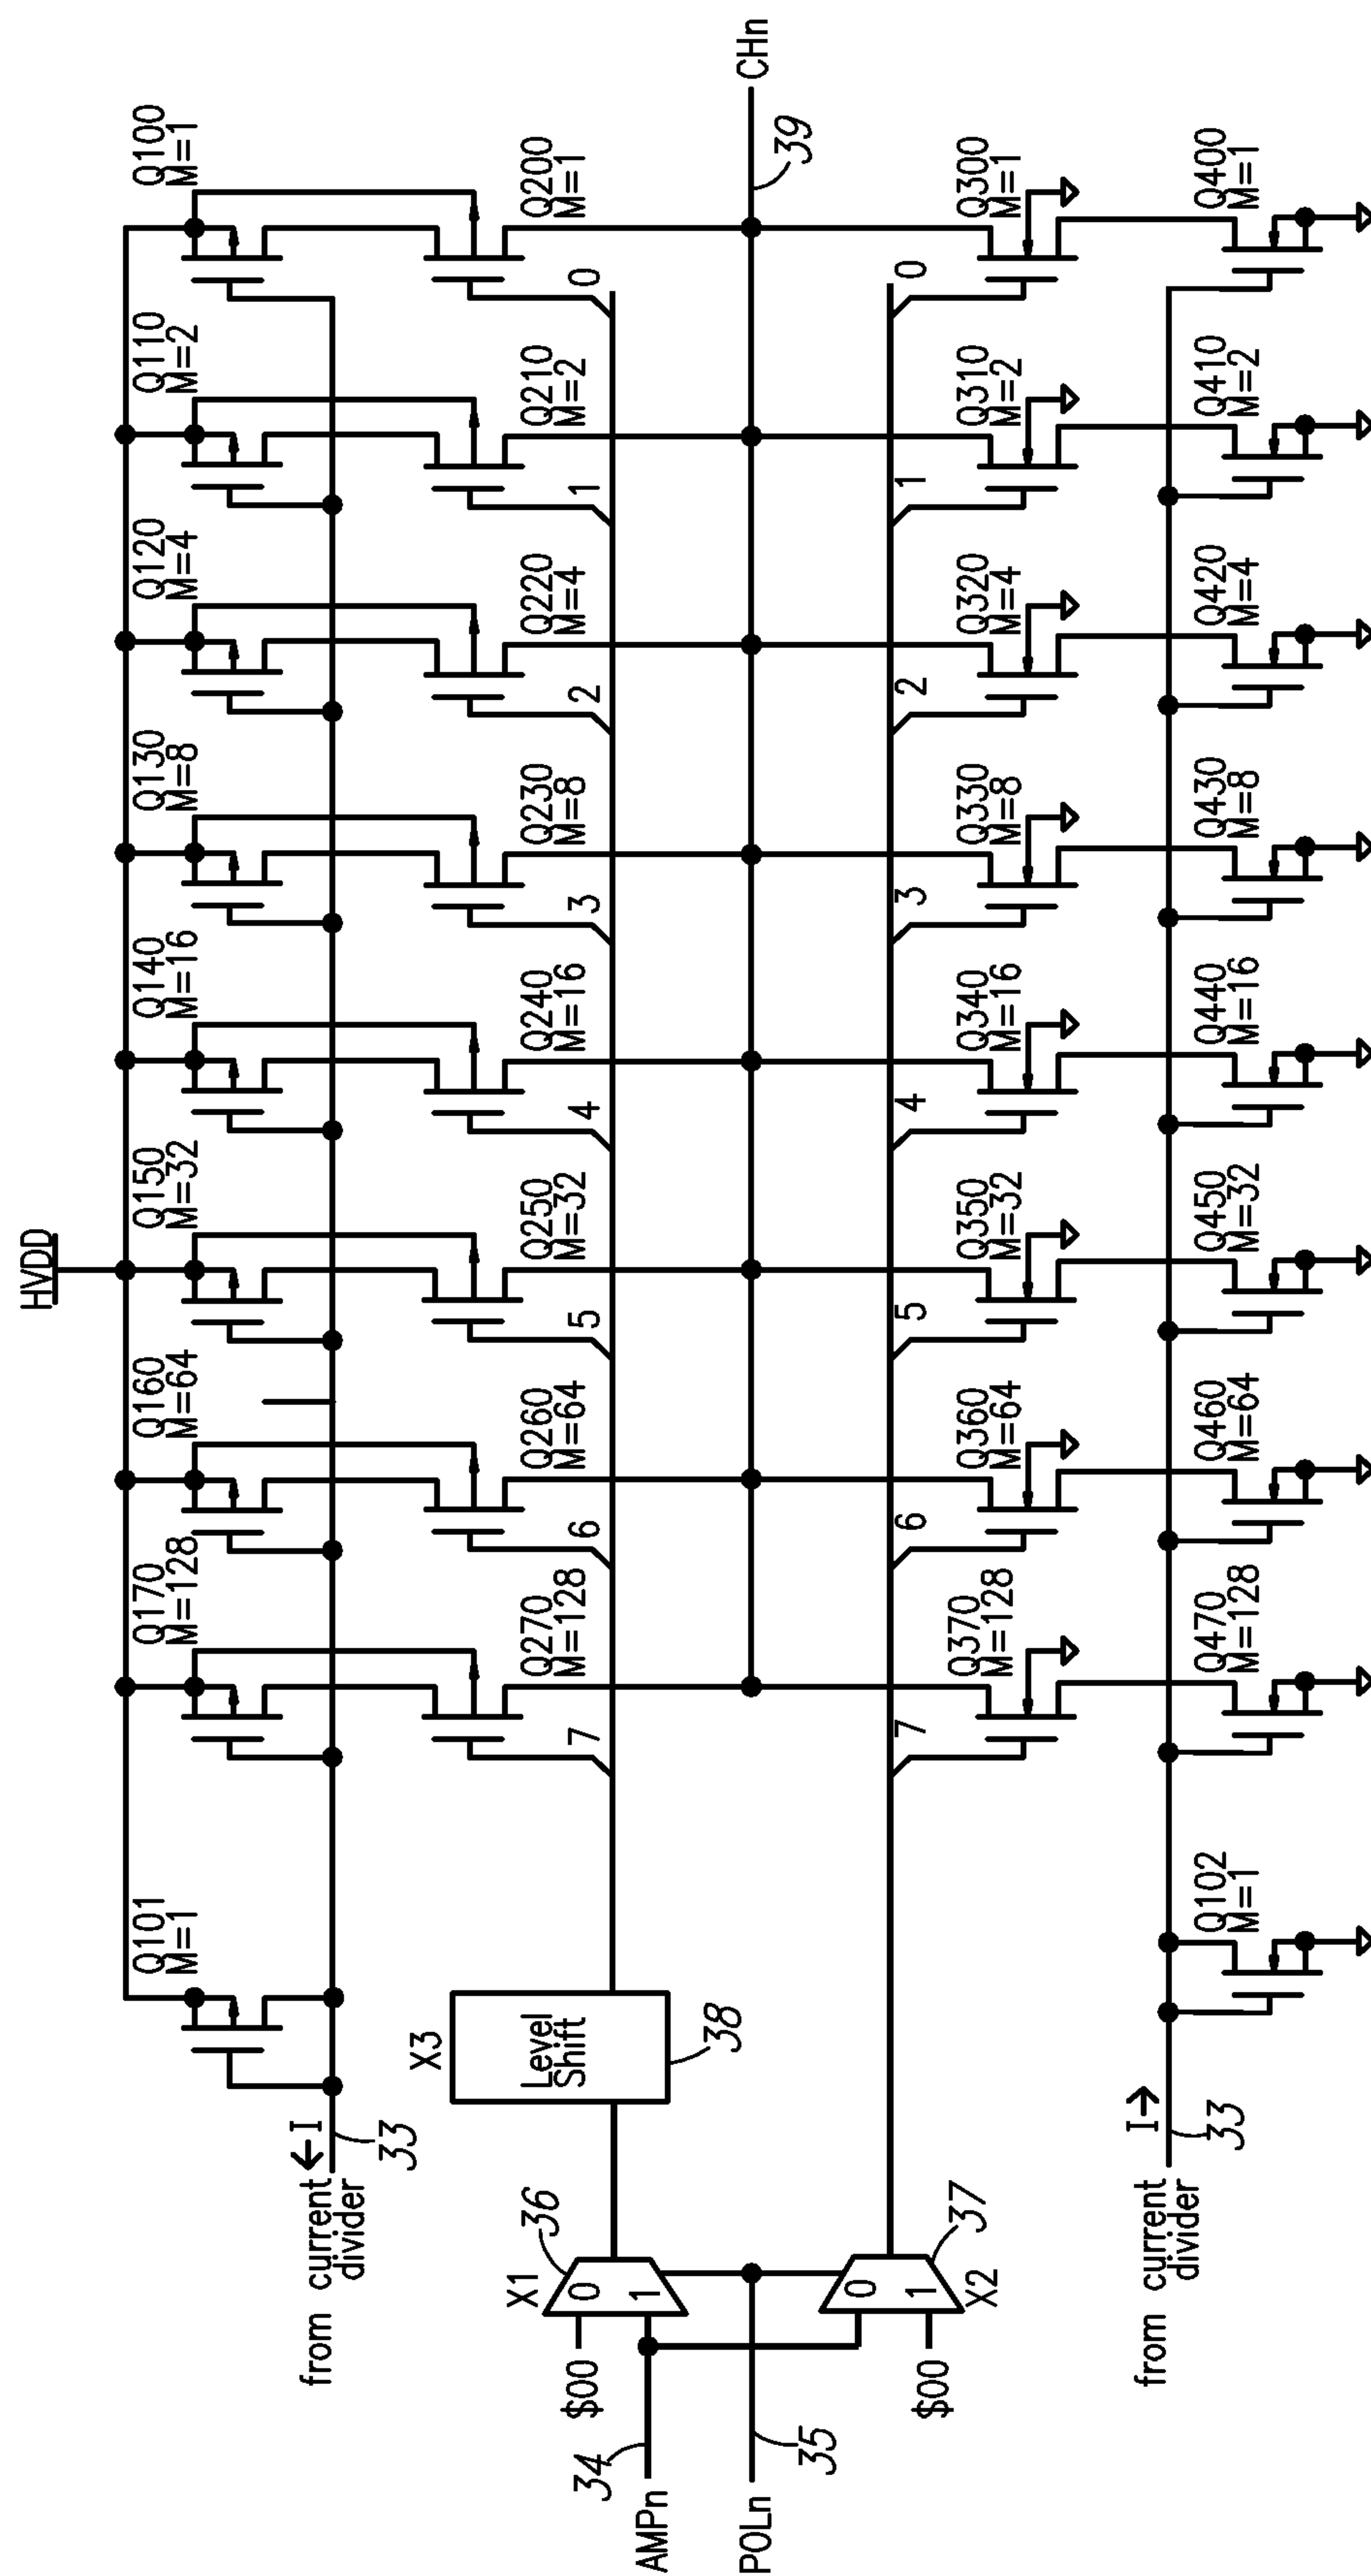 HVDD
Q101
M=1
Q170
M=128
Q160
M=64
Q150
M=32
Q140
M=16
Q130
M=8
Q120
M=4
Q110
M=2
Q100
M=1
from current
divider
←I
33
X3
Level
Shift
38
Q270
M=128
Q260
M=64
Q250
M=32
Q240
M=16
Q230
M=8
Q220
M=4
Q210
M=2
Q200
M=1
7
6
5
4
3
2
1
0
X1
36
0
1
$00
34
AMPn
35
POLn
39
CHn
0
1
$00
X2
37
7
6
5
4
3
2
1
0
Q370
M=128
Q360
M=64
Q350
M=32
Q340
M=16
Q330
M=8
Q320
M=4
Q310
M=2
Q300
M=1
from current
divider
I→
33
Q102
M=1
Q470
M=128
Q460
M=64
Q450
M=32
Q440
M=16
Q430
M=8
Q420
M=4
Q410
M=2
Q400
M=1